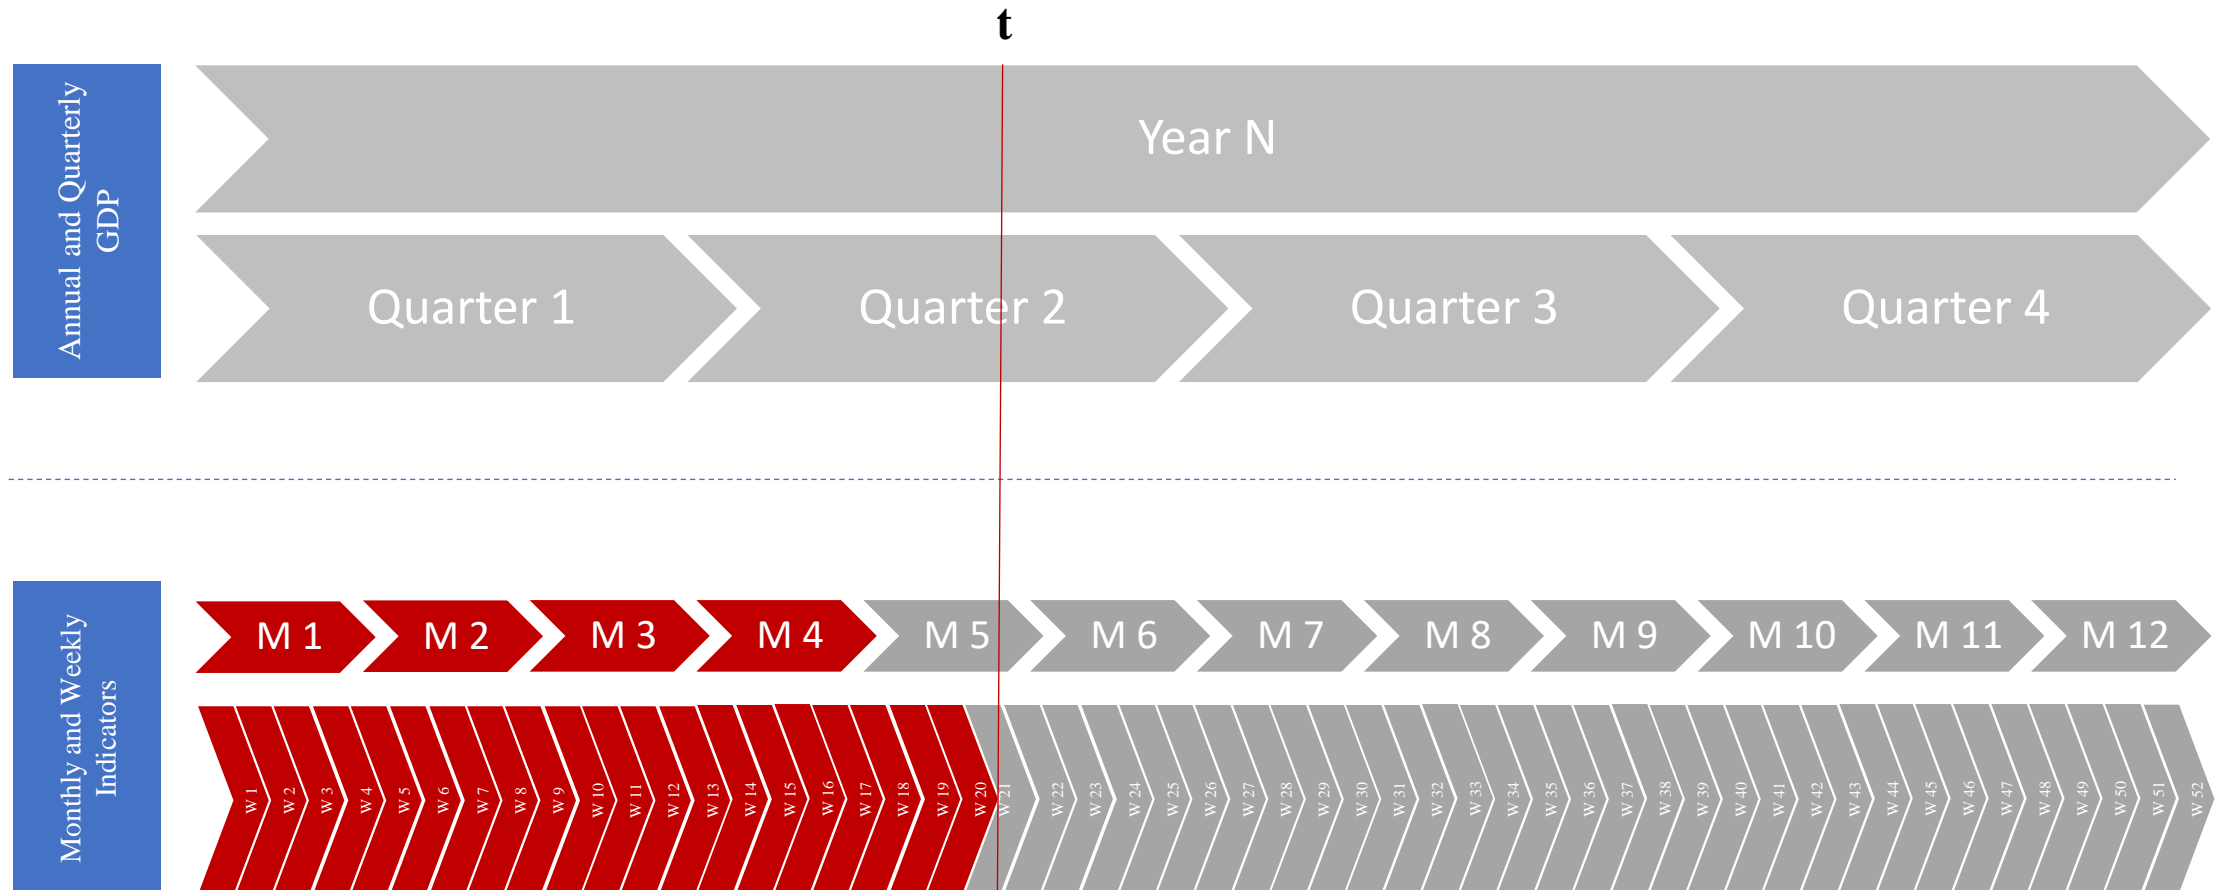 t
Annual and Quarterly
GDP
Year N
Quarter 1
Quarter 2
Quarter 3
Quarter 4
Monthly and Weekly
Indicators
M 1
M 2
M 3
M 4
M 5
M 6
M 7
M 8
M 9
M 10
M 11
M 12
W 1
W 2
W 3
W 4
W 5
W 6
W 7
W 8
W 9
W 10
W 11
W 12
W 13
W 14
W 15
W 16
W 17
W 18
W 19
W 20
W 21
W 22
W 23
W 24
W 25
W 26
W 27
W 28
W 29
W 30
W 31
W 32
W 33
W 34
W 35
W 36
W 37
W 38
W 39
W 40
W 41
W 42
W 43
W 44
W 45
W 46
W 47
W 48
W 49
W 50
W 51
W 52